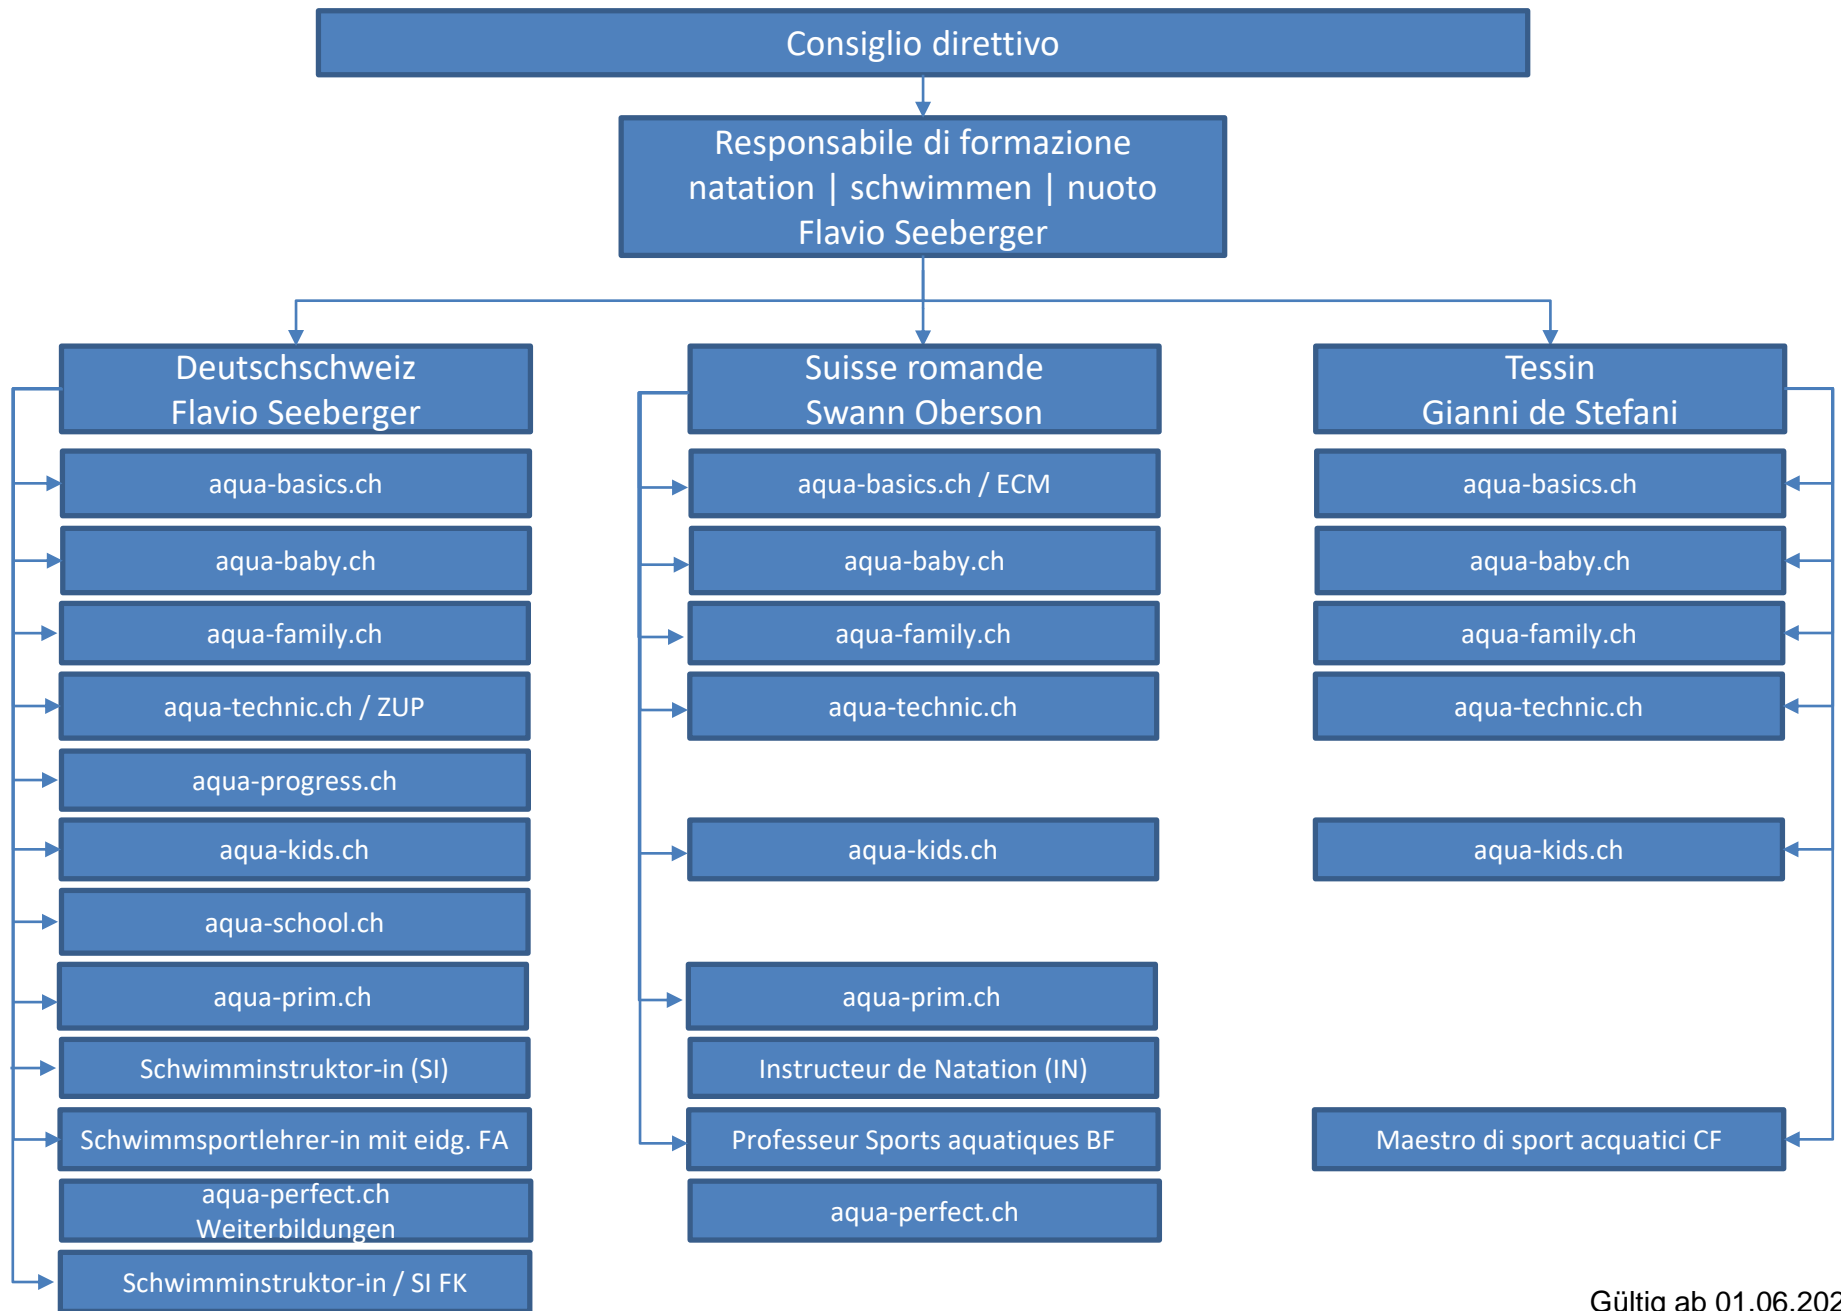 Consiglio direttivo
Responsabile di formazione
natation | schwimmen | nuoto
Flavio Seeberger
Deutschschweiz
Flavio Seeberger
aqua-basics.ch
aqua-baby.ch
aqua-family.ch
aqua-technic.ch / ZUP
aqua-progress.ch
aqua-kids.ch
aqua-school.ch
aqua-prim.ch
Schwimminstruktor-in (SI)
Schwimmsportlehrer-in mit eidg. FA
aqua-perfect.ch
Weiterbildungen
Schwimminstruktor-in / SI FK
Suisse romande
Swann Oberson
aqua-basics.ch / ECM
aqua-baby.ch
aqua-family.ch
aqua-technic.ch
aqua-kids.ch
aqua-prim.ch
Instructeur de Natation (IN)
Professeur Sports aquatiques BF
aqua-perfect.ch
Tessin
Gianni de Stefani
aqua-basics.ch
aqua-baby.ch
aqua-family.ch
aqua-technic.ch
aqua-kids.ch
Maestro di sport acquatici CF
Gültig ab 01.06.202